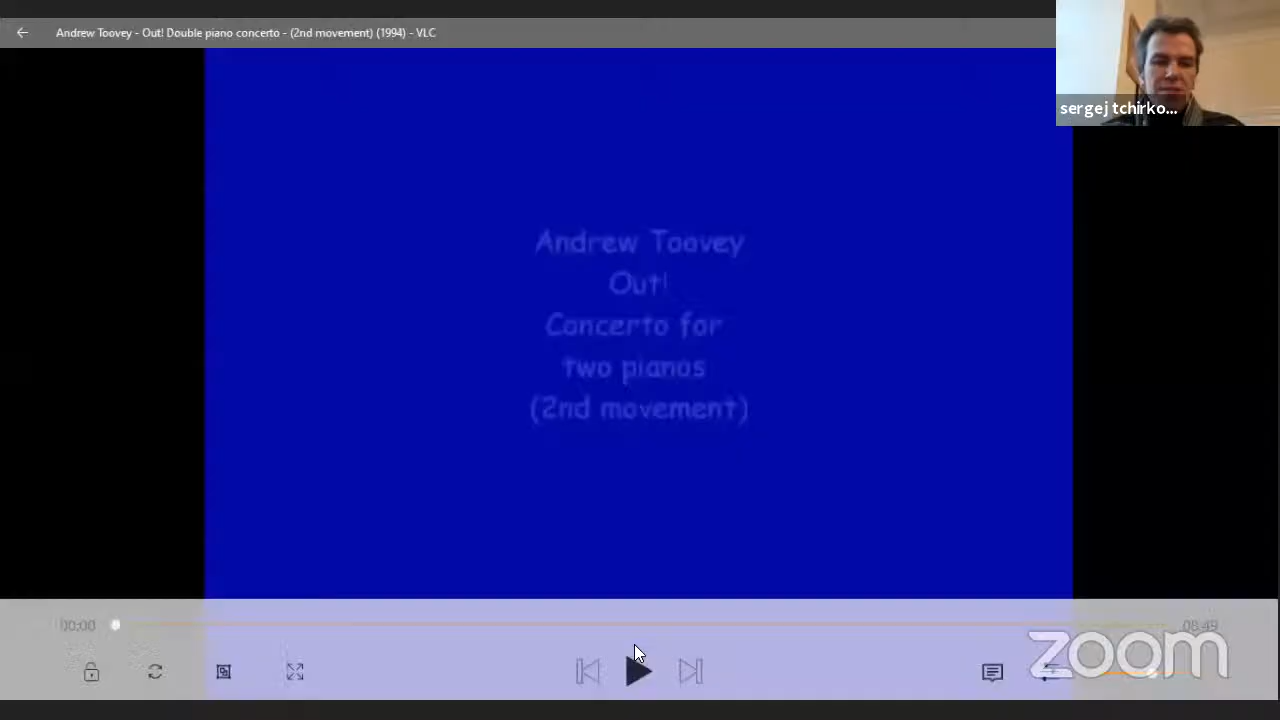 Andrew Toovey - Out! Double piano concerto - (2nd movement) (1994) - VLC
sergej tchirko...
Andrew Toovey
Out!
Concerto for
two pianos
(2nd movement)
00:00
08:49
zoom